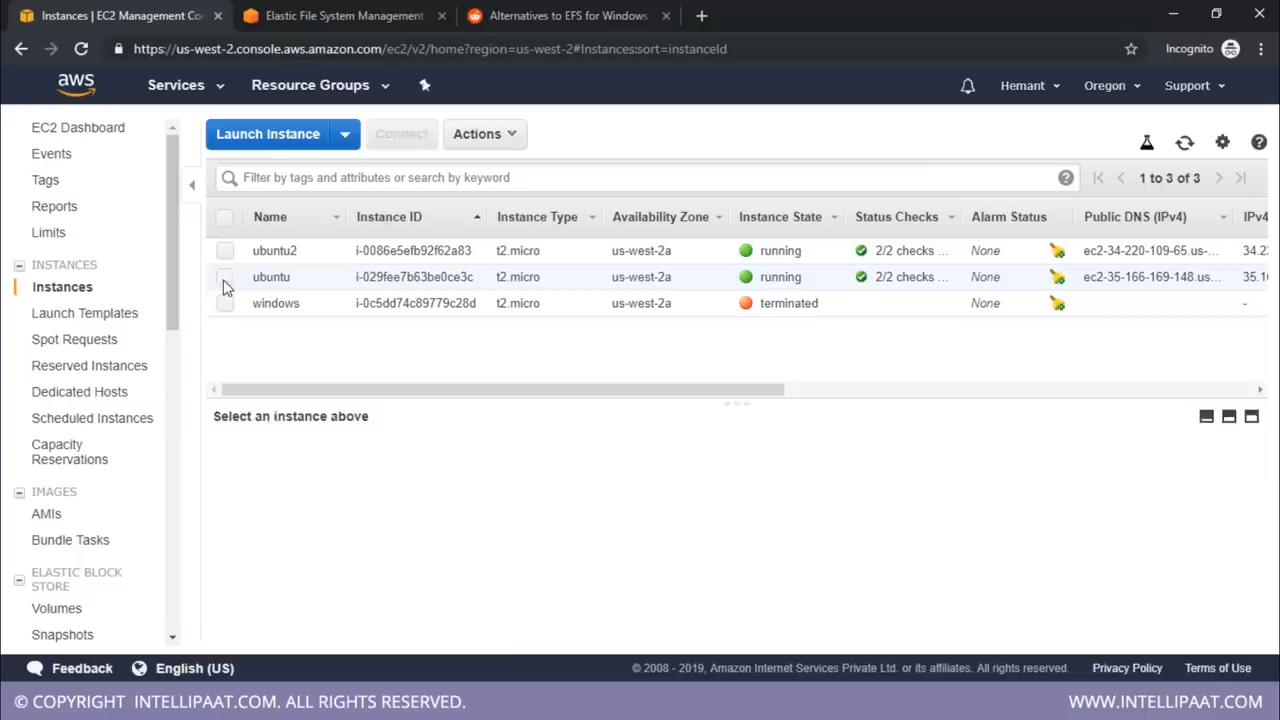 Instances | EC2 Management Co
Elastic File System Management
Alternatives to EFS for Windows
https://us-west-2.console.aws.amazon.com/ec2/v2/home?region=us-west-2#Instances:sort=instanceId
Incognito
aws
Services
Resource Groups
Hemant
Oregon
Support
EC2 Dashboard
Events
Tags
Reports
Limits
INSTANCES
Instances
Launch Templates
Spot Requests
Reserved Instances
Dedicated Hosts
Scheduled Instances
Capacity
Reservations
IMAGES
AMIs
Bundle Tasks
ELASTIC BLOCK
STORE
Volumes
Snapshots
Launch Instance
Connect
Actions
Filter by tags and attributes or search by keyword
1 to 3 of 3
Name Instance ID Instance Type Availability Zone Instance State Status Checks Alarm Status Public DNS (IPv4) IPv4
ubuntu2 i-0086e5efb92f62a83 t2.micro us-west-2a running 2/2 checks ... None ec2-34-220-109-65.us-... 34.2
ubuntu i-029fee7b63be0ce3c t2.micro us-west-2a running 2/2 checks ... None ec2-35-166-169-148.us... 35.1
windows i-0c5dd74c89779c28d t2.micro us-west-2a terminated None -
Select an instance above
Feedback
English (US)
© 2008 - 2019, Amazon Internet Services Private Ltd. or its affiliates. All rights reserved.
Privacy Policy
Terms of Use
© COPYRIGHT INTELLIPAAT.COM. ALL RIGHTS RESERVED.
WWW.INTELLIPAAT.COM